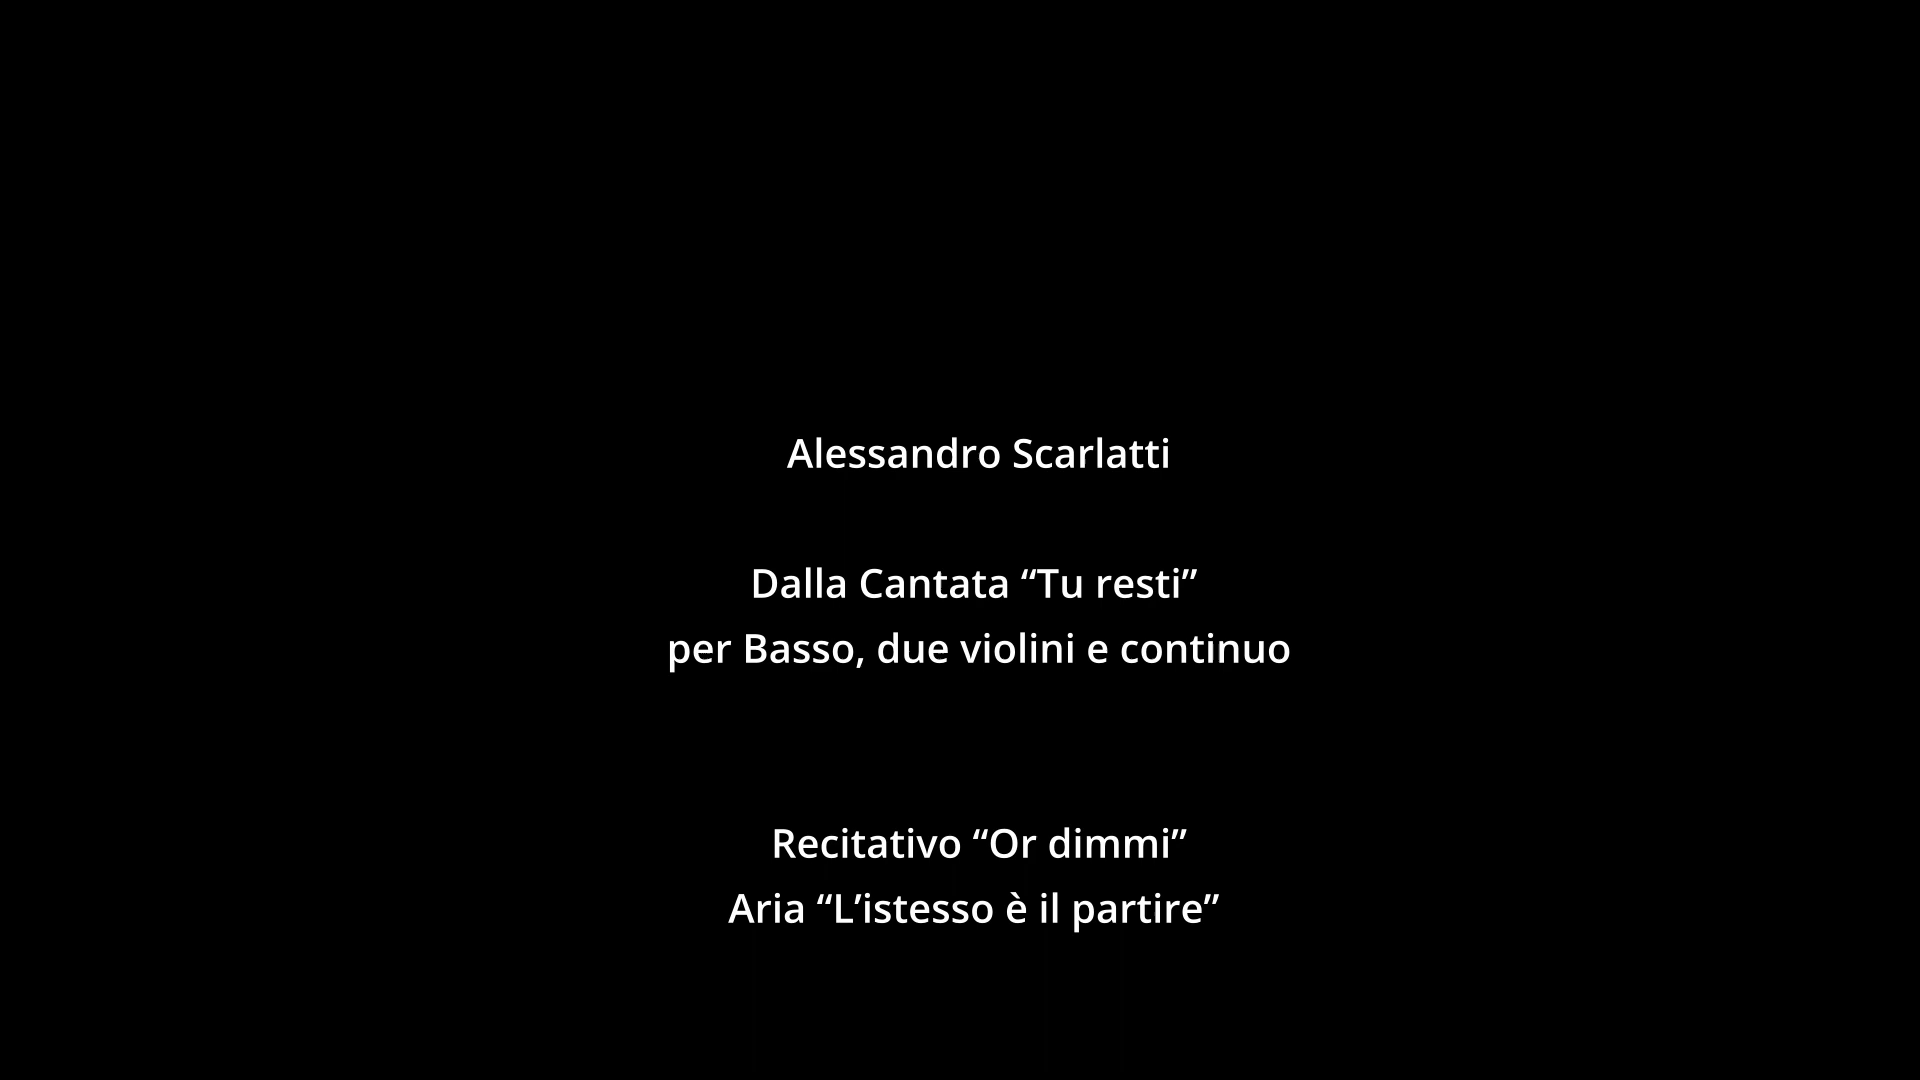 Alessandro Scarlatti
Dalla Cantata “Tu resti”
per Basso, due violini e continuo
Recitativo “Or dimmi”
Aria “L’istesso è il partire”